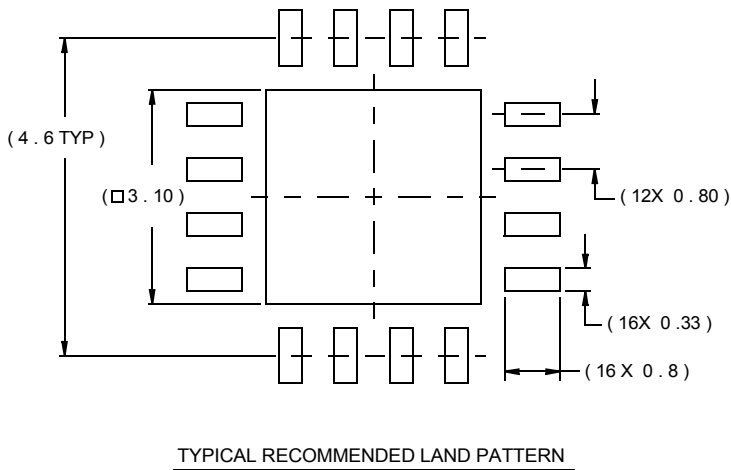 ( 4 . 6 TYP )
( □ 3 . 10 )
( 12X 0 . 80 )
( 16X 0 .33 )
( 16 X 0 . 8 )
TYPICAL RECOMMENDED LAND PATTERN